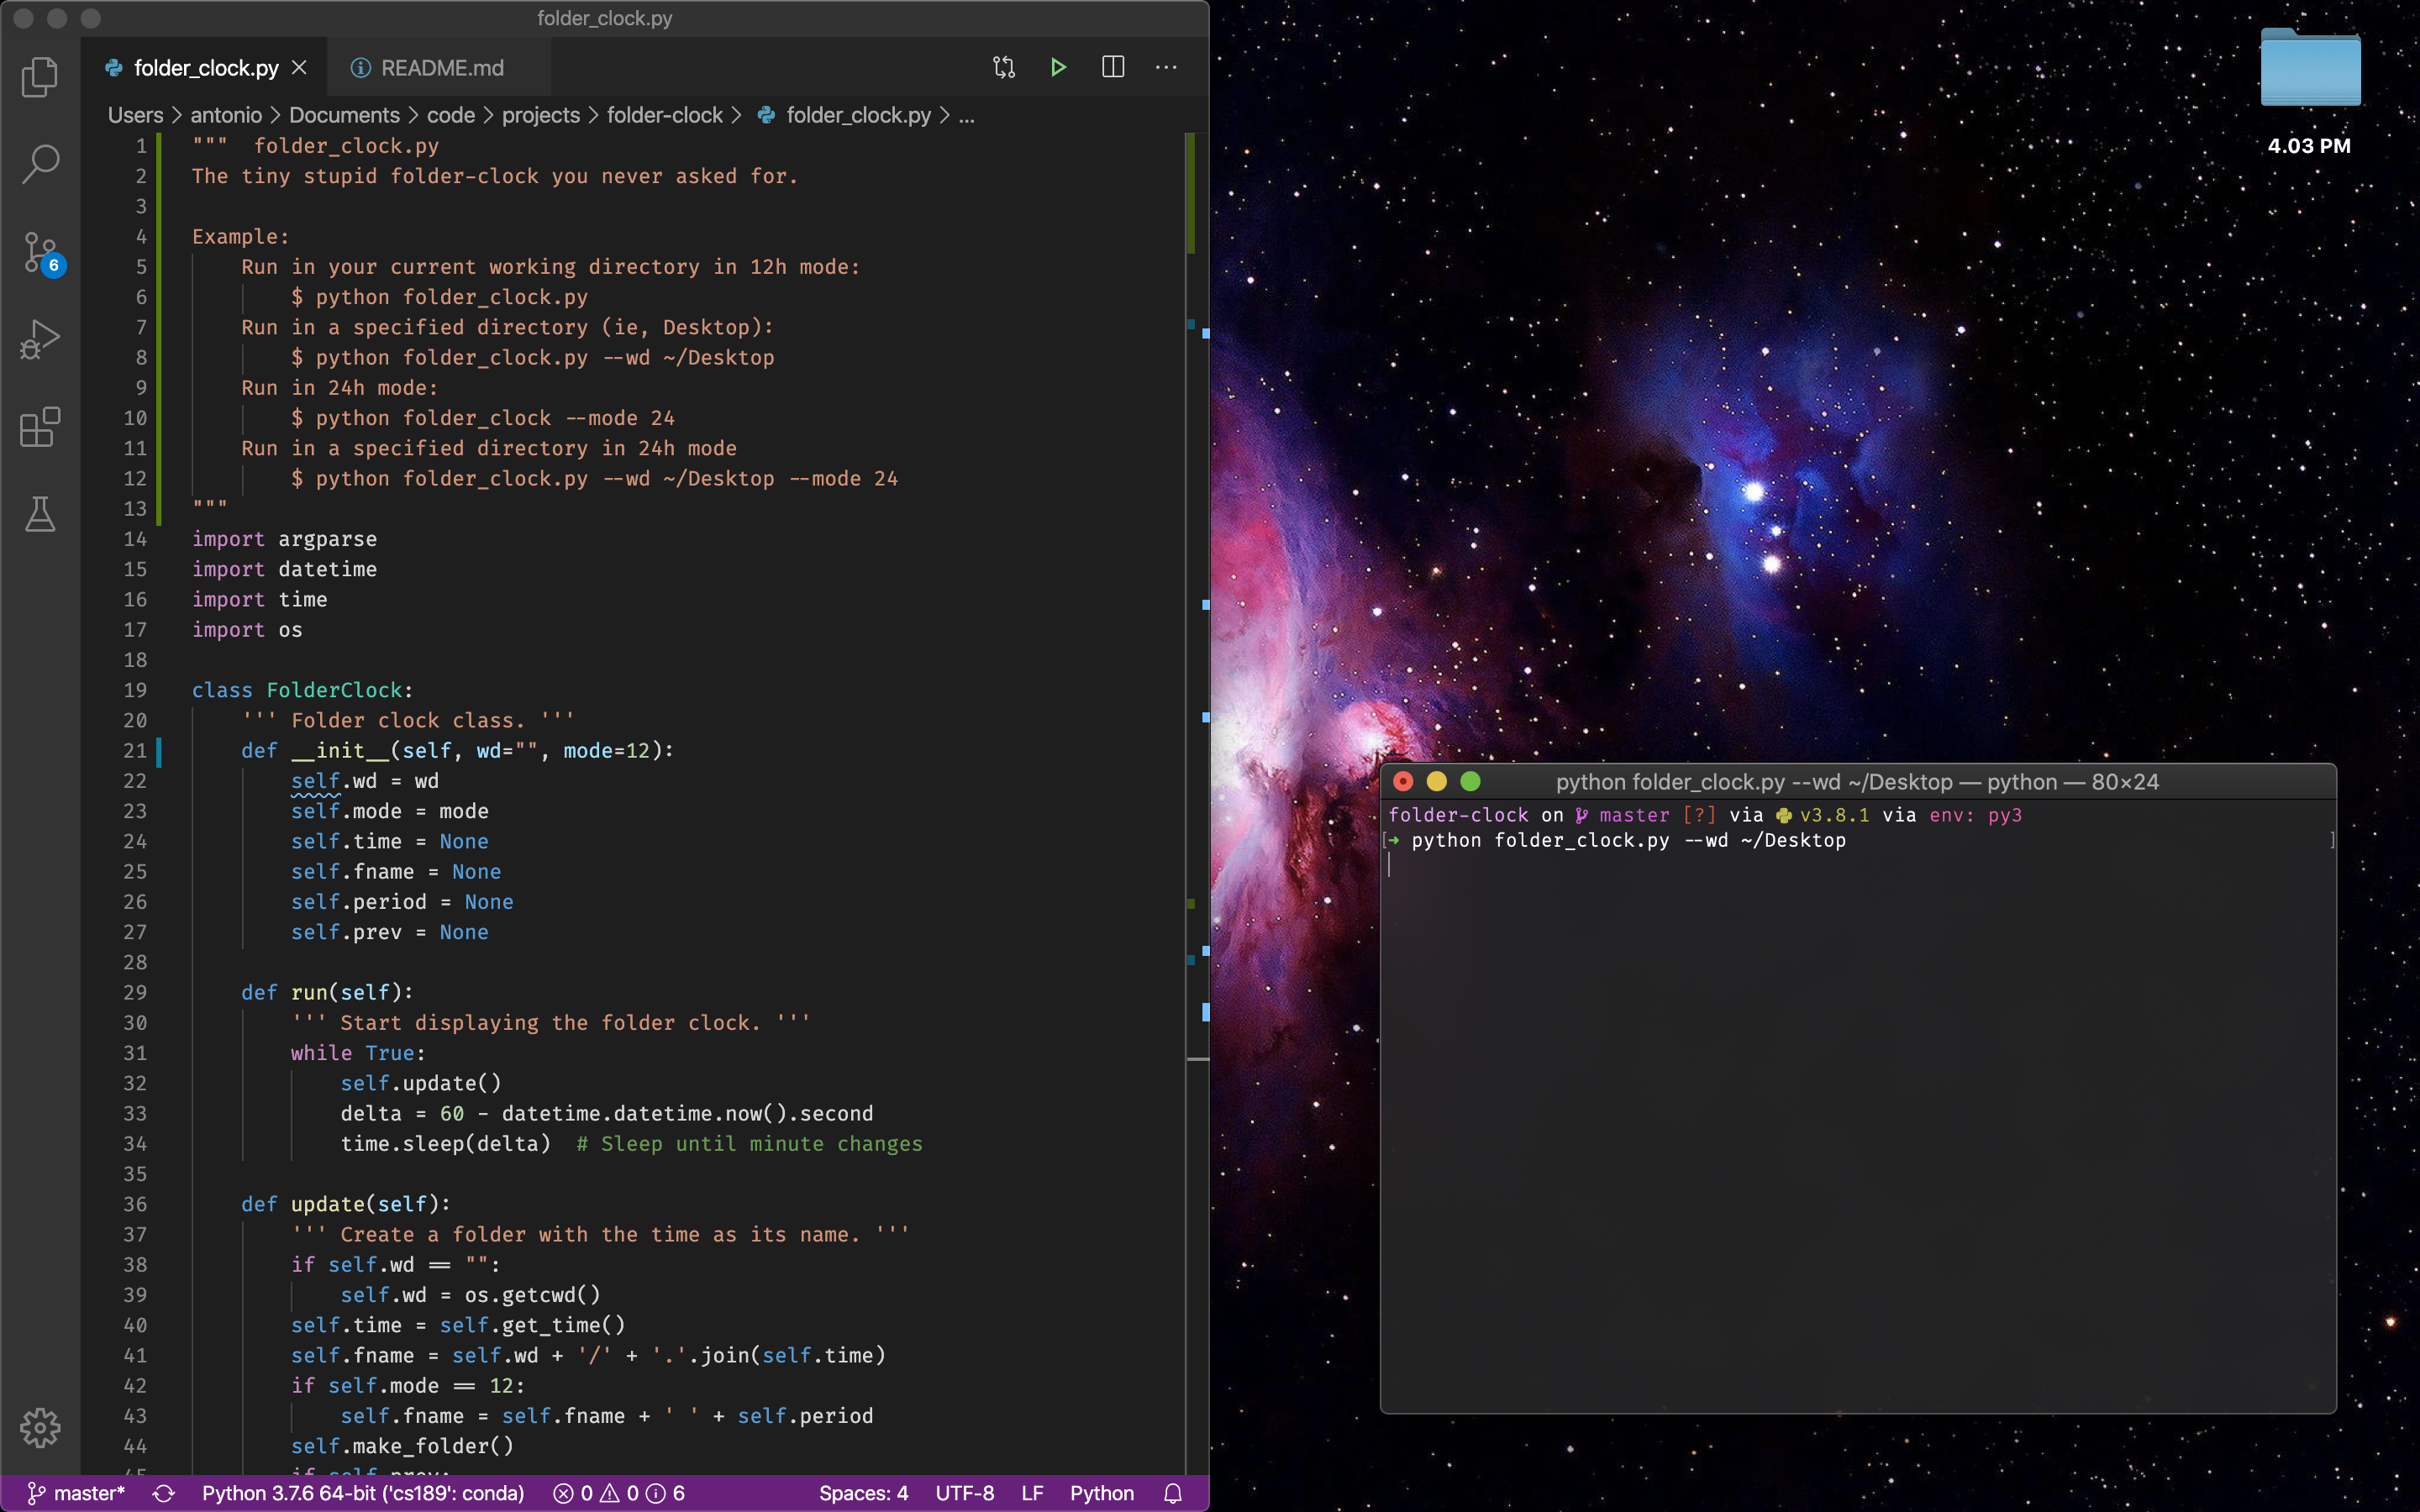 folder_clock.py
folder_clock.py
README.md
Users > antonio > Documents > code > projects > folder-clock > folder_clock.py > ...
1 """  folder_clock.py
2 The tiny stupid folder-clock you never asked for.
3
4 Example:
5     Run in your current working directory in 12h mode:
6         $ python folder_clock.py
7     Run in a specified directory (ie, Desktop):
8         $ python folder_clock.py --wd ~/Desktop
9     Run in 24h mode:
10         $ python folder_clock --mode 24
11     Run in a specified directory in 24h mode
12         $ python folder_clock.py --wd ~/Desktop --mode 24
13 """
14 import argparse
15 import datetime
16 import time
17 import os
18
19 class FolderClock:
20     ''' Folder clock class. '''
21     def __init__(self, wd="", mode=12):
22         self.wd = wd
23         self.mode = mode
24         self.time = None
25         self.fname = None
26         self.period = None
27         self.prev = None
28
29     def run(self):
30         ''' Start displaying the folder clock. '''
31         while True:
32             self.update()
33             delta = 60 - datetime.datetime.now().second
34             time.sleep(delta)  # Sleep until minute changes
35
36     def update(self):
37         ''' Create a folder with the time as its name. '''
38         if self.wd == "":
39             self.wd = os.getcwd()
40         self.time = self.get_time()
41         self.fname = self.wd + '/' + '.'.join(self.time)
42         if self.mode == 12:
43             self.fname = self.fname + ' ' + self.period
44         self.make_folder()
45         if self.prev:
6
master* Python 3.7.6 64-bit ('cs189': conda) 0 0 6 Spaces: 4 UTF-8 LF Python
4.03 PM
python folder_clock.py --wd ~/Desktop — python — 80×24
folder-clock on master [?] via v3.8.1 via env: py3
[➜ python folder_clock.py --wd ~/Desktop ]